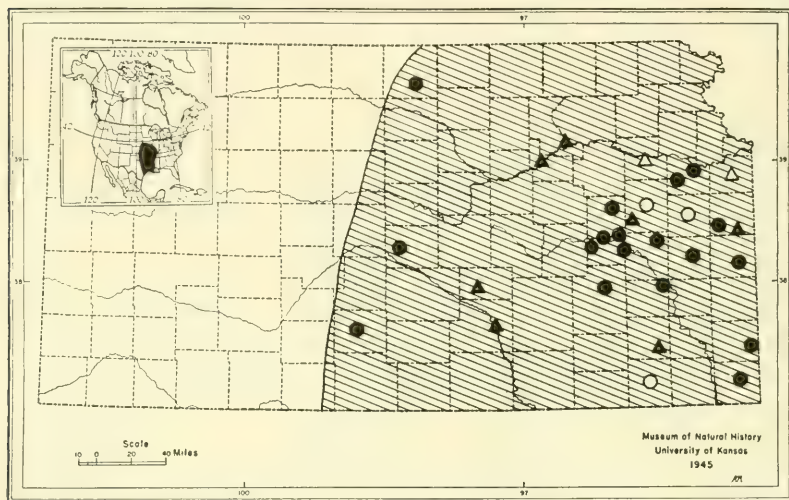 100 97
39 39
38 38
Scale
10 0 20 40 Miles
Museum of Natural History
University of Kansas
1945
100 97